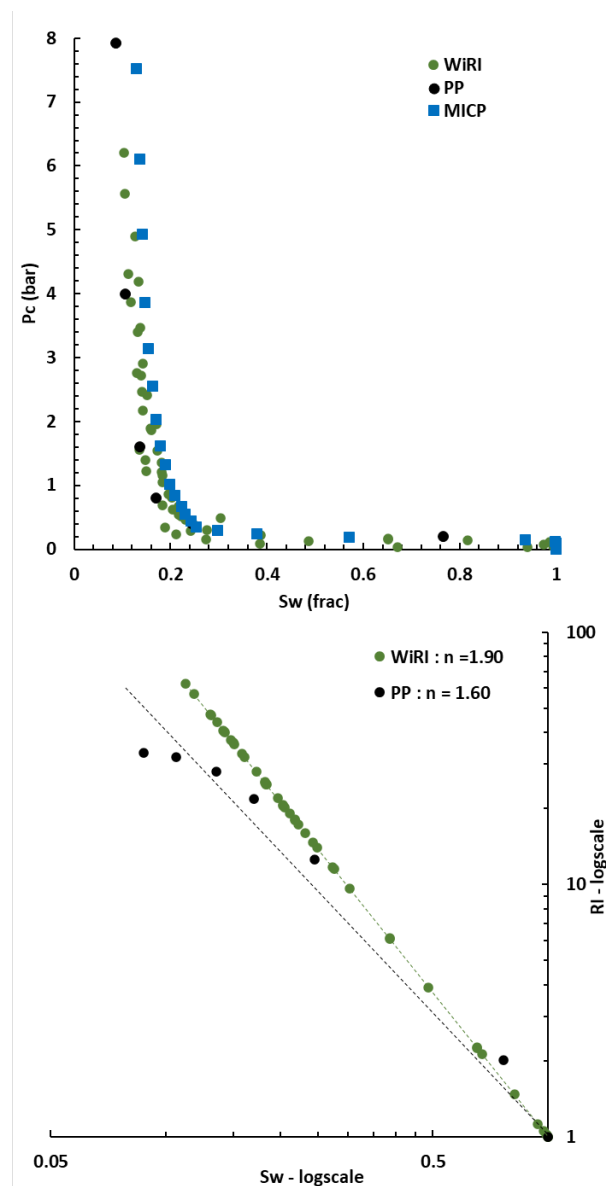 8
WiRI
PP
7
MICP
6
5
Pc (bar)
4
3
2
1
0
0 0.2 0.4 0.6 0.8 1
Sw (frac)
100
WiRI : n =1.90
PP : n = 1.60
10
RI - logscale
1
0.05 0.5
Sw - logscale